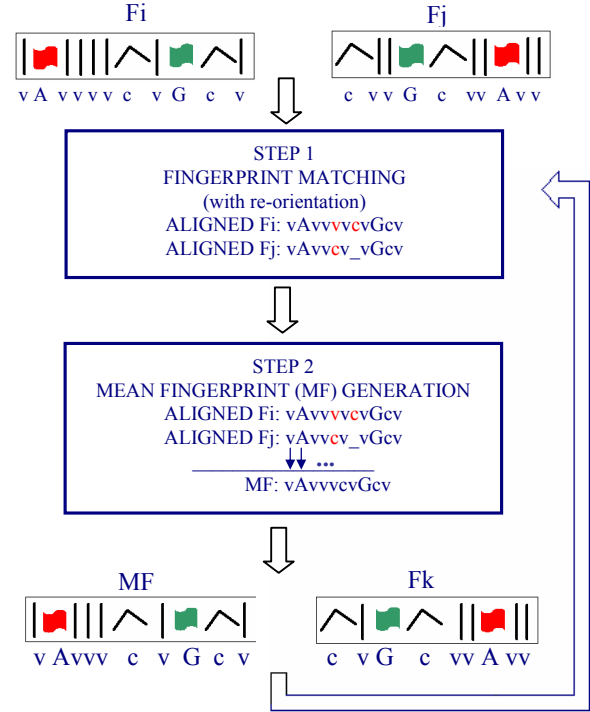 Fi
Fj
v A v v v v c v G c v
c v v G c vv A v v
STEP 1
FINGERPRINT MATCHING
(with re-orientation)
ALIGNED Fi: vAvvvvcvGcv
ALIGNED Fj: vAvvcv_vGcv
STEP 2
MEAN FINGERPRINT (MF) GENERATION
ALIGNED Fi: vAvvvvcvGcv
ALIGNED Fj: vAvvcv_vGcv
...
MF: vAvvvcvGcv
MF
Fk
v Avvv c v G c v
c v G c vv A vv